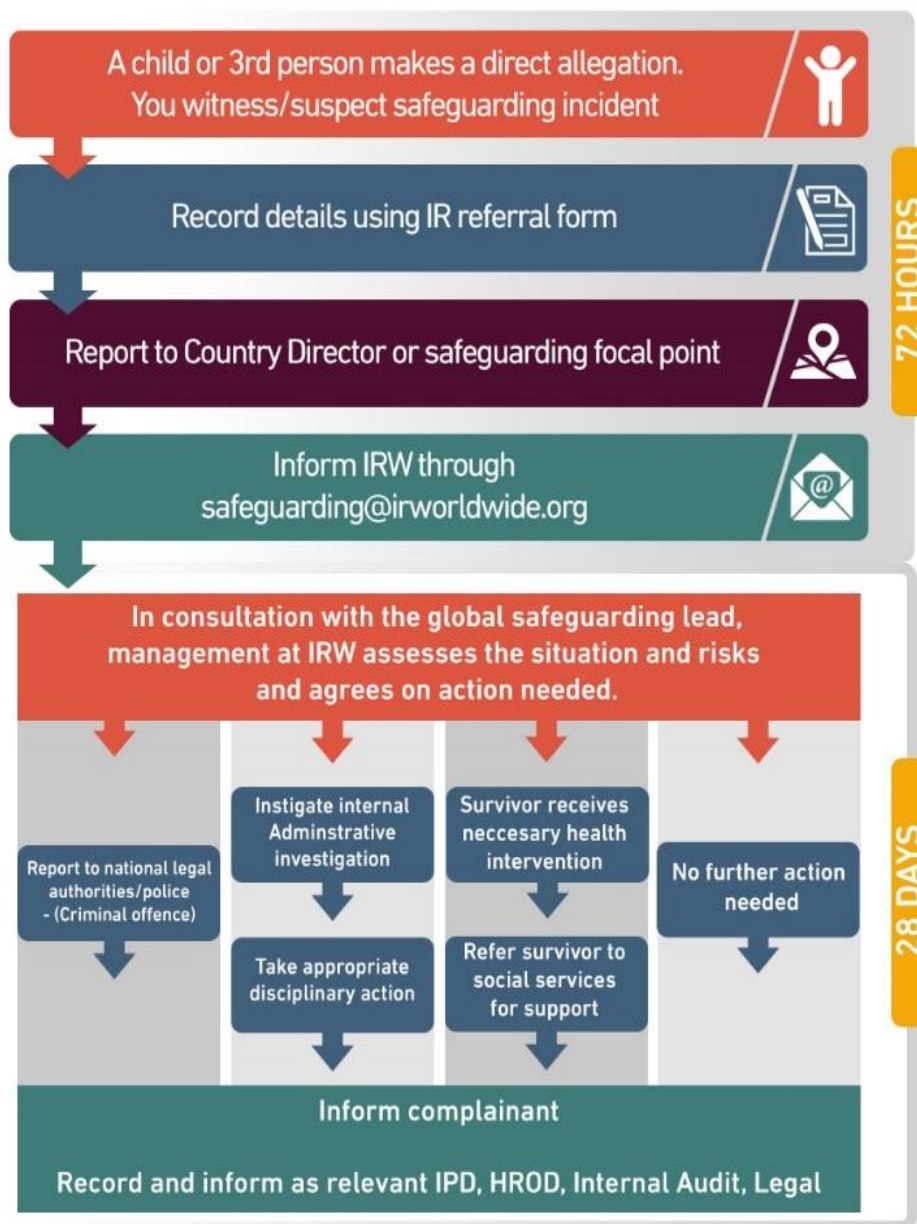 A child or 3rd person makes a direct allegation.
You witness/suspect safeguarding incident
Record details using IR referral form
Report to Country Director or safeguarding focal point
Inform IRW through
safeguarding@irworldwide.org
72 HOURS
In consultation with the global safeguarding lead,
management at IRW assesses the situation and risks
and agrees on action needed.
Report to national legal
authorities/police
- (Criminal offence)
Instigate internal
Adminstrative
investigation
Take appropriate
disciplinary action
Survivor receives
neccesary health
intervention
Refer survivor to
social services
for support
No further action
needed
28 DAYS
Inform complainant
Record and inform as relevant IPD, HROD, Internal Audit, Legal